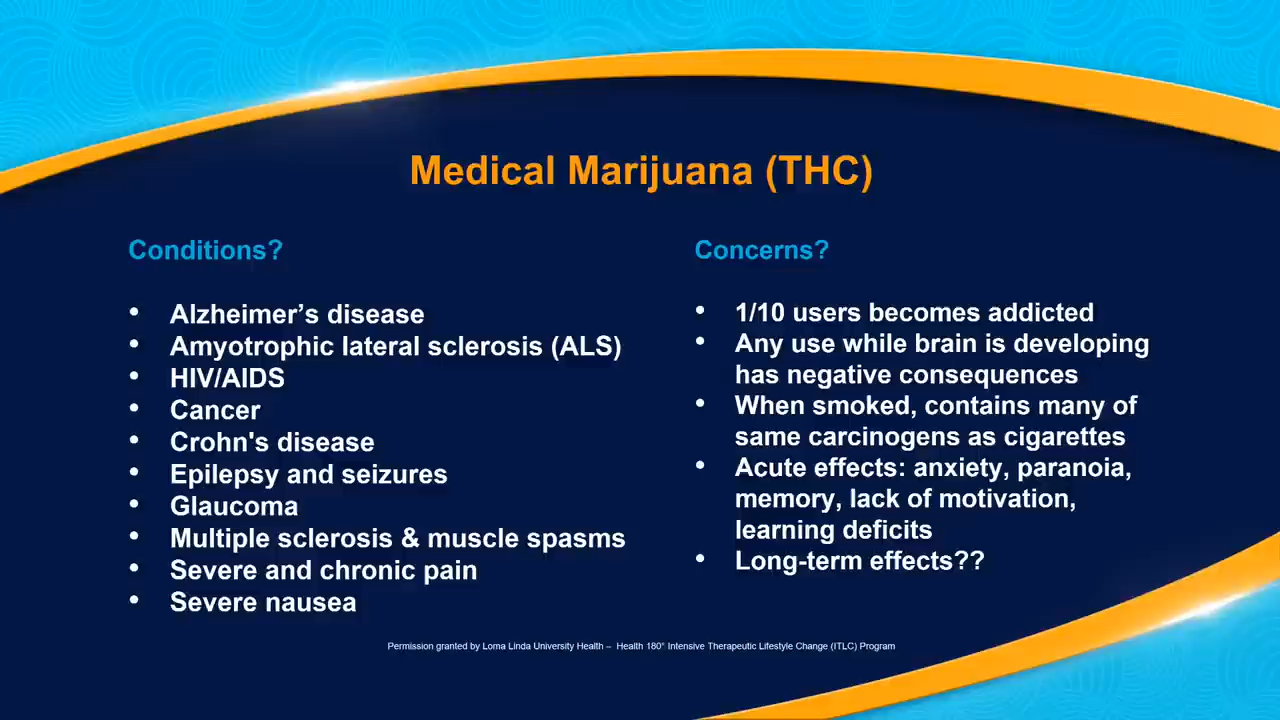 Medical Marijuana (THC)
Conditions?
• Alzheimer’s disease
• Amyotrophic lateral sclerosis (ALS)
• HIV/AIDS
• Cancer
• Crohn's disease
• Epilepsy and seizures
• Glaucoma
• Multiple sclerosis & muscle spasms
• Severe and chronic pain
• Severe nausea
Concerns?
• 1/10 users becomes addicted
• Any use while brain is developing
has negative consequences
• When smoked, contains many of
same carcinogens as cigarettes
• Acute effects: anxiety, paranoia,
memory, lack of motivation,
learning deficits
• Long-term effects??
Permission granted by Loma Linda University Health – Health 180° Intensive Therapeutic Lifestyle Change (ITLC) Program